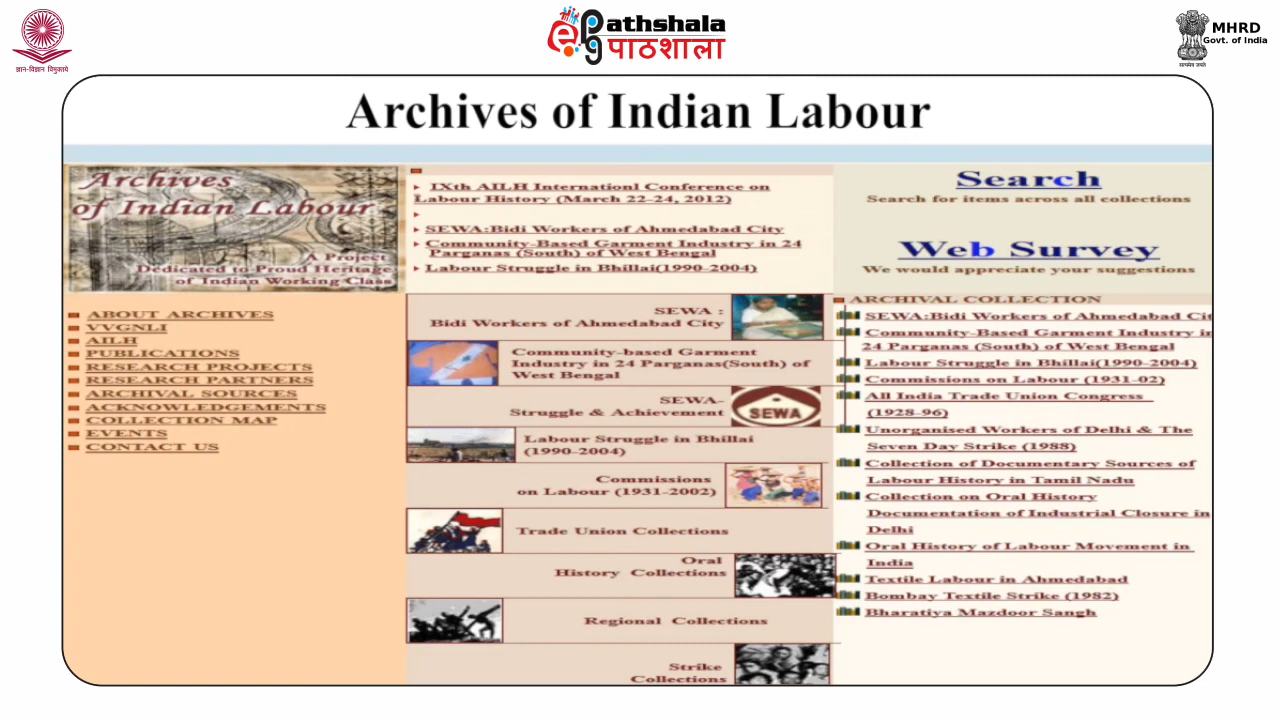 ज्ञान-विज्ञान विमुक्तये
ePg Pathshala
पाठशाला
MHRD
Govt. of India
सत्यमेव जयते
Archives of Indian Labour
Archives
of Indian Labour
A Project
Dedicated to Proud Heritage
of Indian Working Class
ABOUT ARCHIVES
VVGNLI
AILH
PUBLICATIONS
RESEARCH PROJECTS
RESEARCH PARTNERS
ARCHIVAL SOURCES
ACKNOWLEDGEMENTS
COLLECTION MAP
EVENTS
CONTACT US
IXth AILH Internationl Conference on
Labour History (March 22-24, 2012)
SEWA:Bidi Workers of Ahmedabad City
Community-Based Garment Industry in 24
Parganas (South) of West Bengal
Labour Struggle in Bhillai(1990-2004)
SEWA :
Bidi Workers of Ahmedabad City
Community-based Garment
Industry in 24 Parganas(South) of
West Bengal
SEWA-
Struggle & Achievement
SEWA
Labour Struggle in Bhillai
(1990-2004)
Commissions
on Labour (1931-2002)
Trade Union Collections
Oral
History Collections
Regional Collections
Strike
Collections
Search
Search for items across all collections
Web Survey
We would appreciate your suggestions
ARCHIVAL COLLECTION
SEWA:Bidi Workers of Ahmedabad Cit
Community-Based Garment Industry in
24 Parganas (South) of West Bengal
Labour Struggle in Bhillai(1990-2004)
Commissions on Labour (1931-02)
All India Trade Union Congress
(1928-96)
Unorganised Workers of Delhi & The
Seven Day Strike (1988)
Collection of Documentary Sources of
Labour History in Tamil Nadu
Collection on Oral History
Documentation of Industrial Closure in
Delhi
Oral History of Labour Movement in
India
Textile Labour in Ahmedabad
Bombay Textile Strike (1982)
Bharatiya Mazdoor Sangh